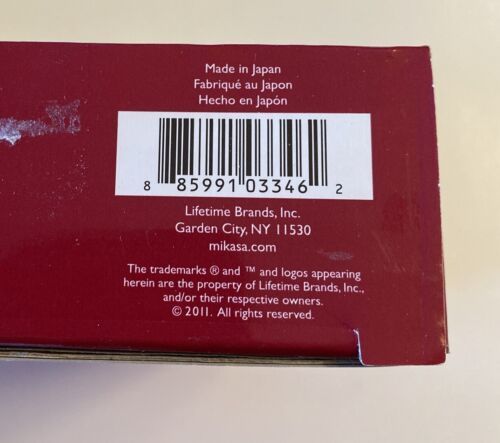 Made in Japan
Fabriqué au Japon
Hecho en Japón
8 85991 03346 2
Lifetime Brands, Inc.
Garden City, NY 11530
mikasa.com
The trademarks ® and ™ and logos appearing
herein are the property of Lifetime Brands, Inc.,
and/or their respective owners.
© 2011. All rights reserved.